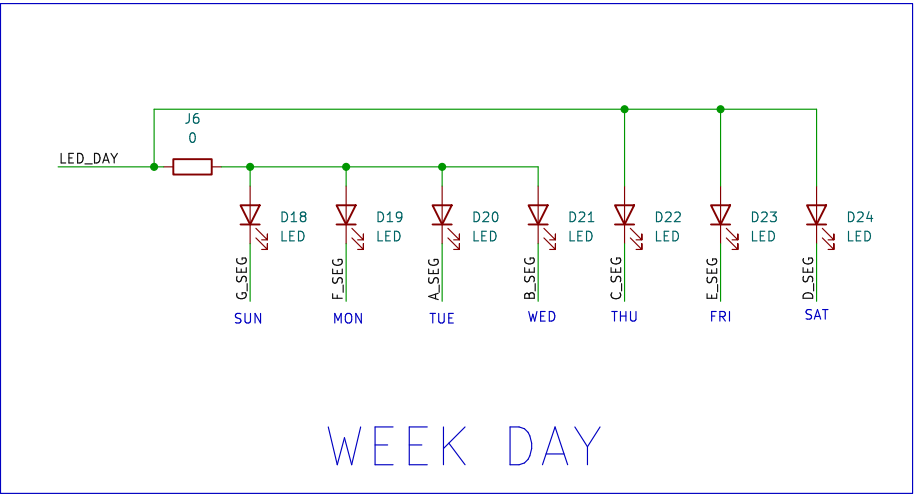 J6
0
LED_DAY
D18 D19 D20 D21 D22 D23 D24
LED LED LED LED LED LED LED
G_SEG F_SEG A_SEG B_SEG C_SEG E_SEG D_SEG
SUN MON TUE WED THU FRI SAT
WEEK DAY